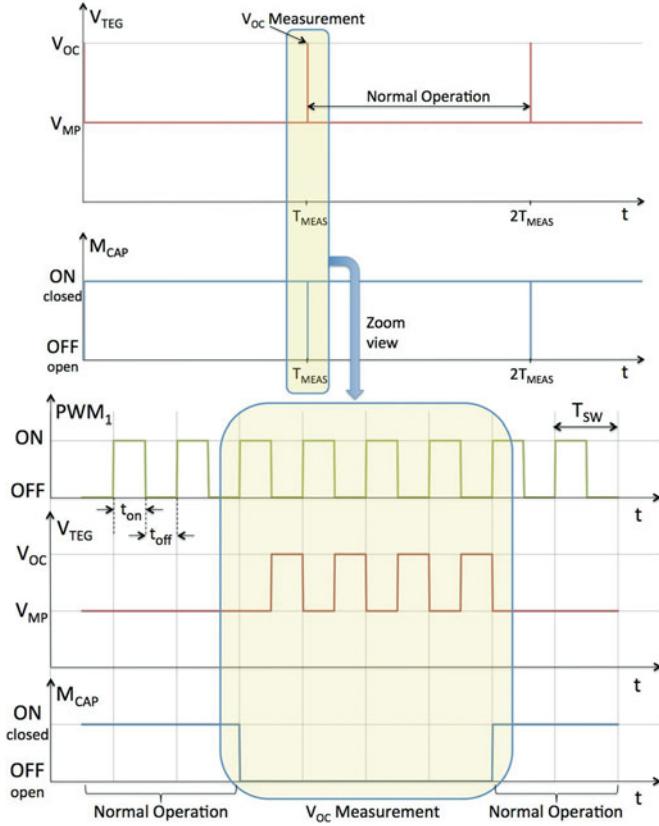 V_TEG
V_OC Measurement
V_OC
Normal Operation
V_MP
T_MEAS
2T_MEAS
t
M_CAP
ON
closed
Zoom
view
OFF
open
T_MEAS
2T_MEAS
t
PWM_1
T_SW
ON
OFF
t_on
t_off
t
V_TEG
V_OC
V_MP
t
M_CAP
ON
closed
OFF
open
t
Normal Operation
V_OC Measurement
Normal Operation